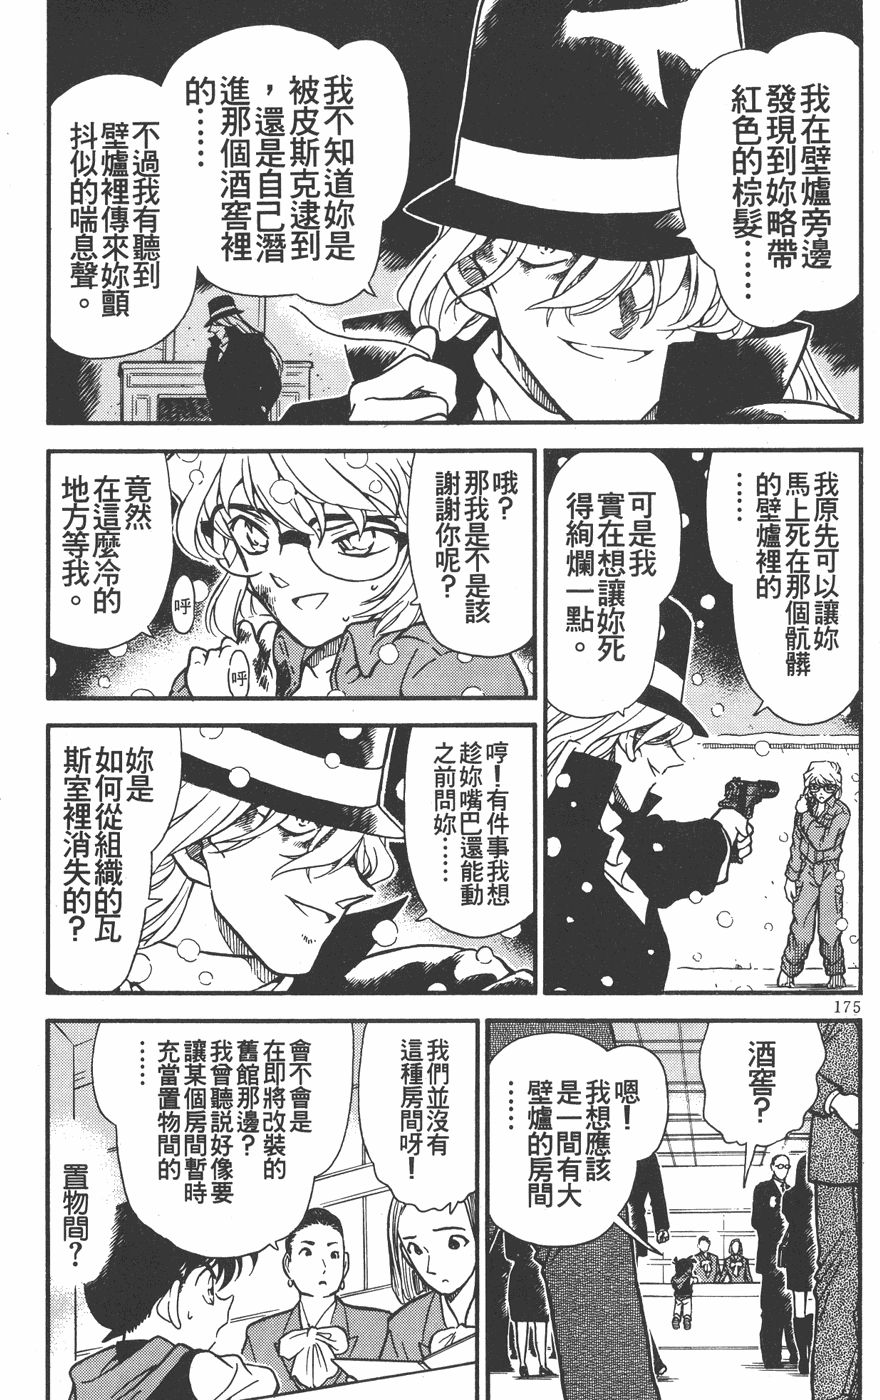 我在壁爐旁邊
發現到妳略帶
紅色的棕髮……
我不知道妳是
被皮斯克逮到
，還是自己潛
進那個酒窖裡
的……
不過我有聽到
壁爐裡傳來妳顫
抖似的喘息聲。
我原先可以讓妳
馬上死在那個骯髒
的壁爐裡的
……
可是我
實在想讓妳死
得絢爛一點。
哦？
那我是不是該
謝謝你呢？
竟然
在這麼冷的
地方等我。
呼
呼
哼！有件事我想
趁妳嘴巴還能動
之前問妳……
妳是
如何從組織的瓦
斯室裡消失的？
175
酒窖？
嗯！
我想應該
是一間有大
壁爐的房間
……
我們並沒有
這種房間呀！
會不會是
在即將改裝的
舊館那邊？
我曾聽說好像要
讓某個房間暫時
充當置物間的
……
置物間？